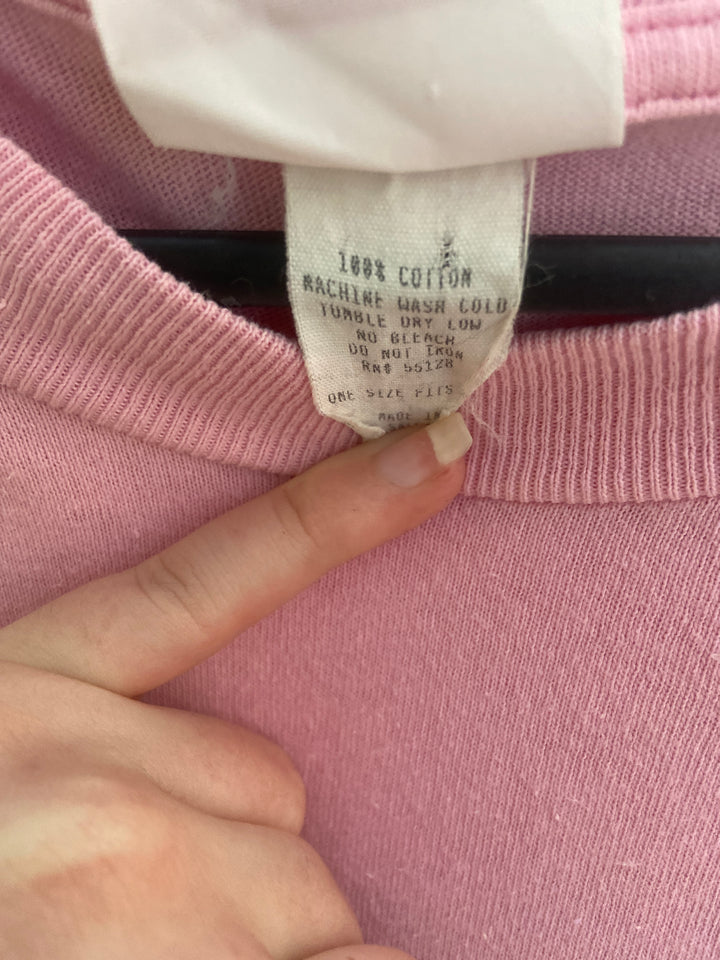 100% COTTON
MACHINE WASH COLD
TUMBLE DRY LOW
NO BLEACH
DO NOT IRON
RN# 55128
ONE SIZE FITS
MADE IN